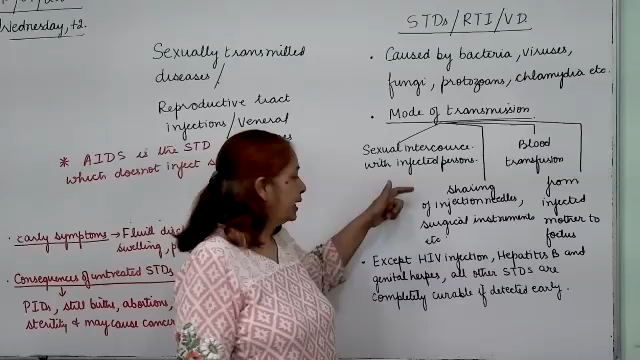 Wednesday, +2
Sexually transmitted
diseases /
Reproductive tract
infections / Veneral
* AIDS is the STD
which doesnot infect
Early symptoms → Fluid
swelling,
Consequences of untreated STDs
↓
PIDs, still births, abortions,
sterility & may cause cancer
STDs / RTI / VD
• Caused by bacteria, viruses,
fungi, protozoans, chlamydia etc.
• Mode of transmission
Sexual intercource
with infected persons.
sharing
of injection needles,
surgical instruments
etc
Blood
transfusion
from
infected
mother to
foetus
• Except HIV infection, Hepatitis B and
genital herpes, all other STDs are
completely curable if detected early.